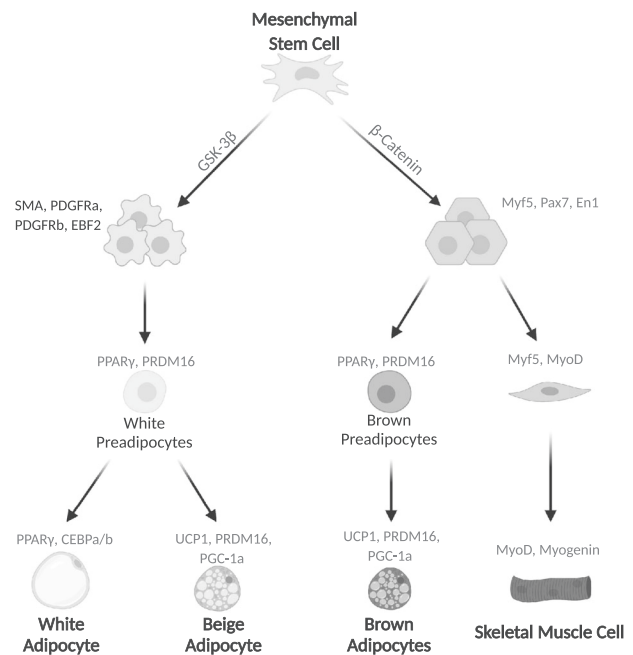 Mesenchymal
Stem Cell
GSK-3β
β-Catenin
SMA, PDGFRa,
PDGFRb, EBF2
Myf5, Pax7, En1
PPARγ, PRDM16
White
Preadipocytes
PPARγ, PRDM16
Brown
Preadipocytes
Myf5, MyoD
PPARγ, CEBPa/b
White
Adipocyte
UCP1, PRDM16,
PGC-1a
Beige
Adipocyte
UCP1, PRDM16,
PGC-1a
Brown
Adipocytes
MyoD, Myogenin
Skeletal Muscle Cell